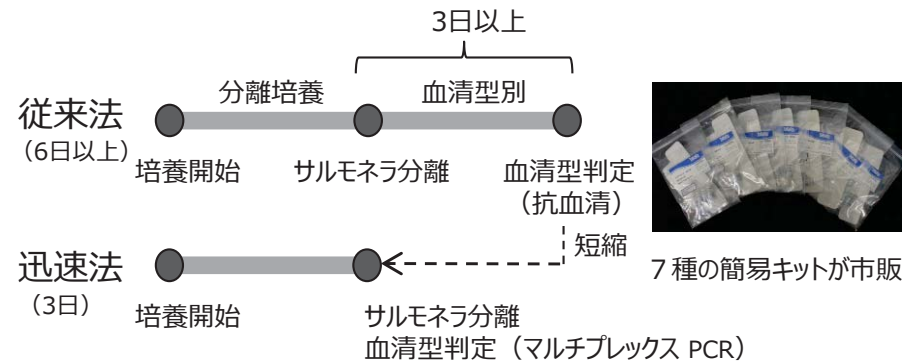 3日以上
分離培養
血清型別
従来法
（6日以上）
培養開始
サルモネラ分離
血清型判定
（抗血清）
短縮
７種の簡易キットが市販
迅速法
（3日）
培養開始
サルモネラ分離
血清型判定（マルチプレックス PCR）